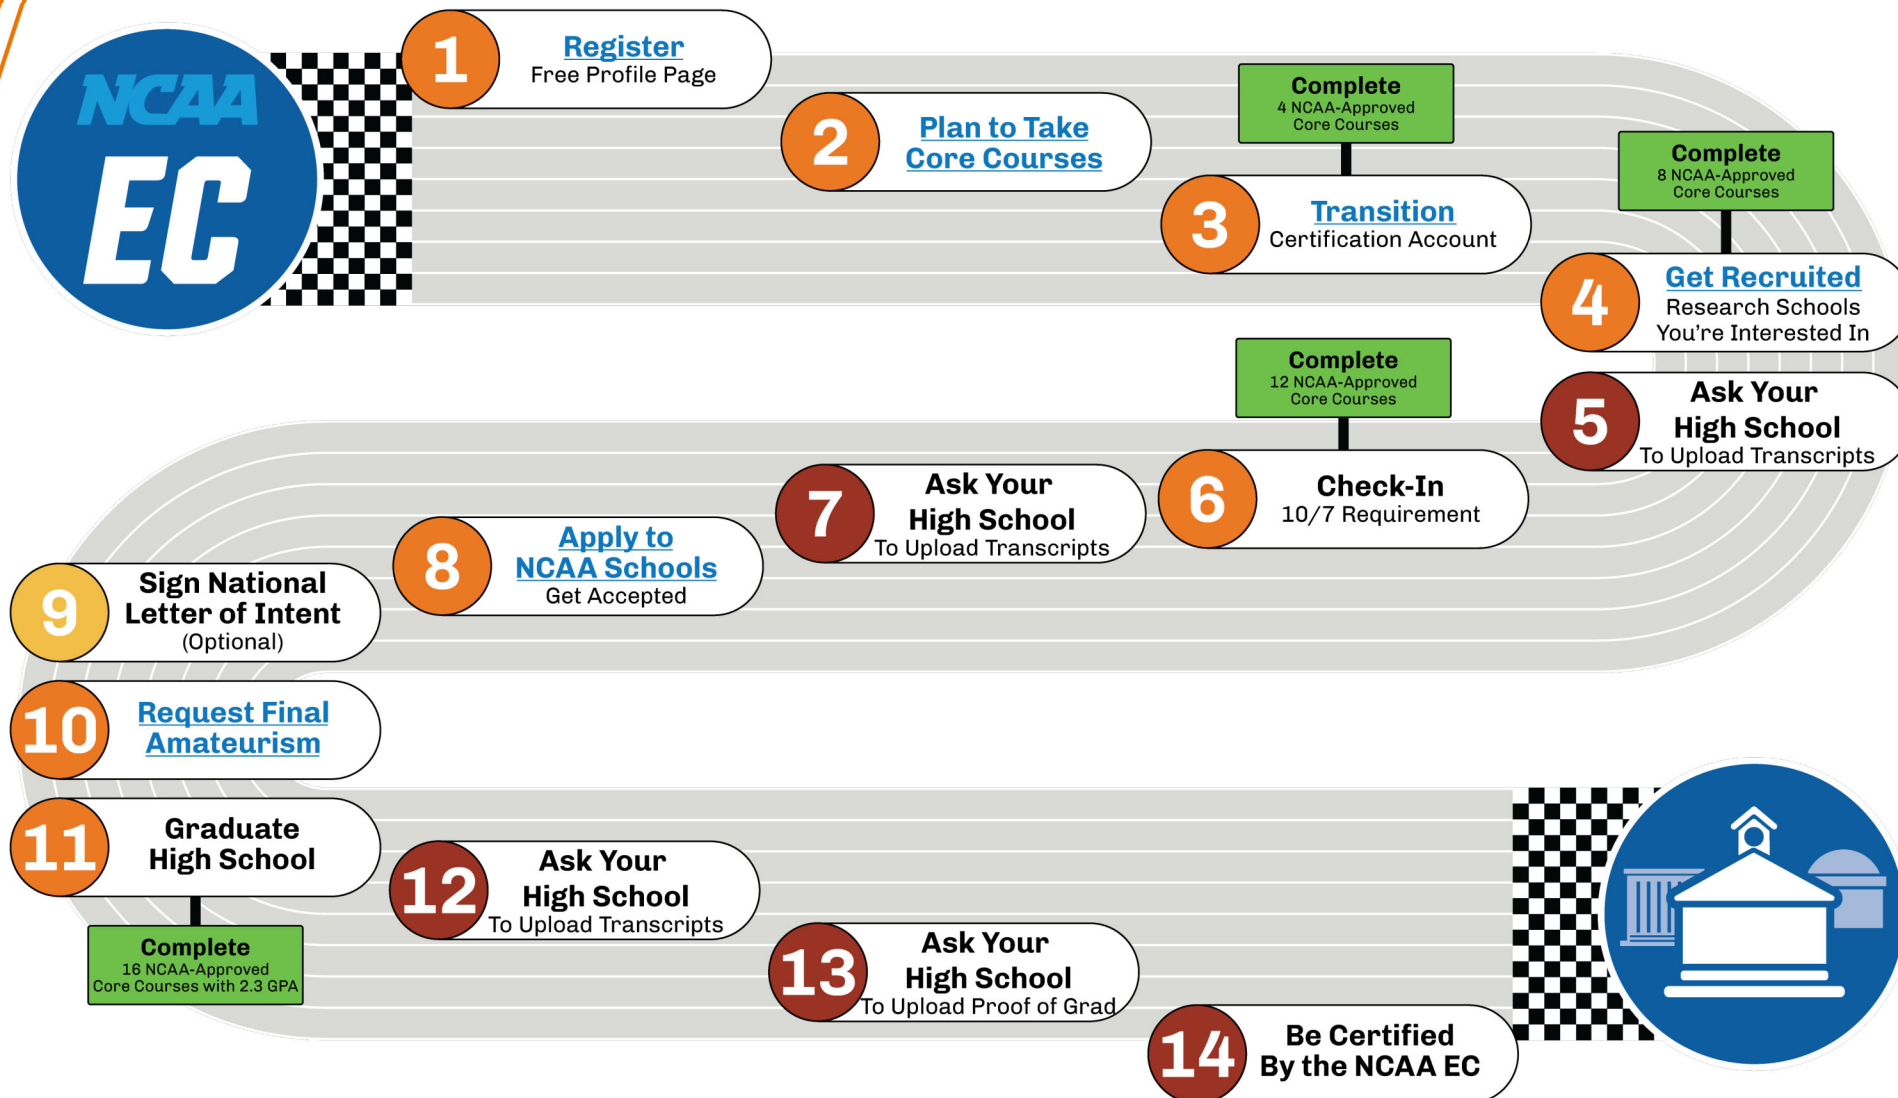 NCAA
EC
1
Register
Free Profile Page
2
Plan to Take
Core Courses
Complete
4 NCAA-Approved
Core Courses
3
Transition
Certification Account
Complete
8 NCAA-Approved
Core Courses
4
Get Recruited
Research Schools
You're Interested In
5
Ask Your
High School
To Upload Transcripts
Complete
12 NCAA-Approved
Core Courses
6
Check-In
10/7 Requirement
7
Ask Your
High School
To Upload Transcripts
8
Apply to
NCAA Schools
Get Accepted
9
Sign National
Letter of Intent
(Optional)
10
Request Final
Amateurism
11
Graduate
High School
Complete
16 NCAA-Approved
Core Courses with 2.3 GPA
12
Ask Your
High School
To Upload Transcripts
13
Ask Your
High School
To Upload Proof of Grad
14
Be Certified
By the NCAA EC